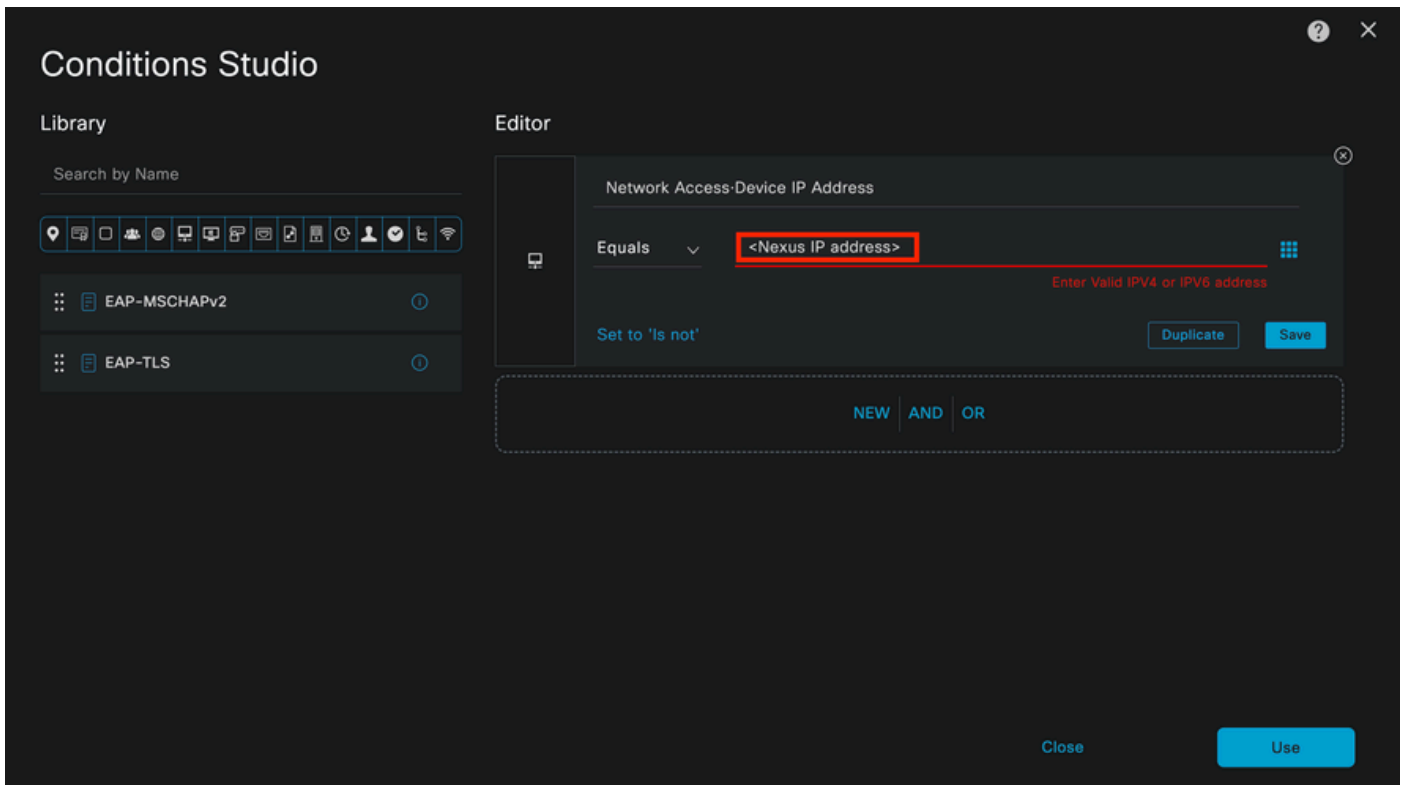 Conditions Studio
Library
Search by Name
EAP-MSCHAPv2
EAP-TLS
Editor
Network Access·Device IP Address
Equals
<Nexus IP address>
Enter Valid IPV4 or IPV6 address
Set to 'Is not'
Duplicate
Save
NEW AND OR
Close
Use